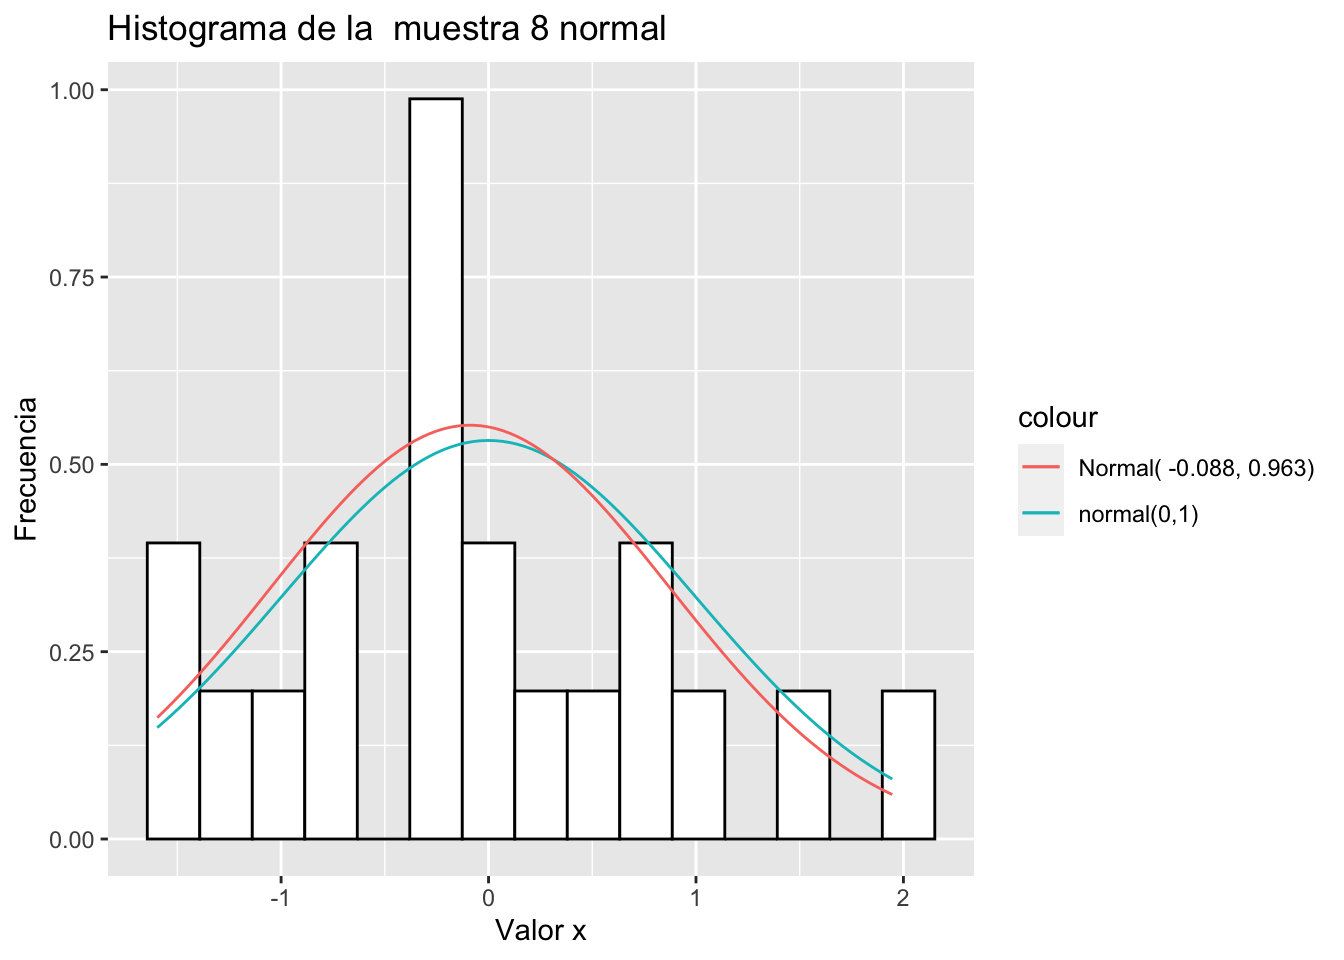 Histograma de la  muestra 8 normal
1.00
0.75
0.50
0.25
0.00
Frecuencia
-1
0
1
2
Valor x
colour
Normal( -0.088, 0.963)
normal(0,1)